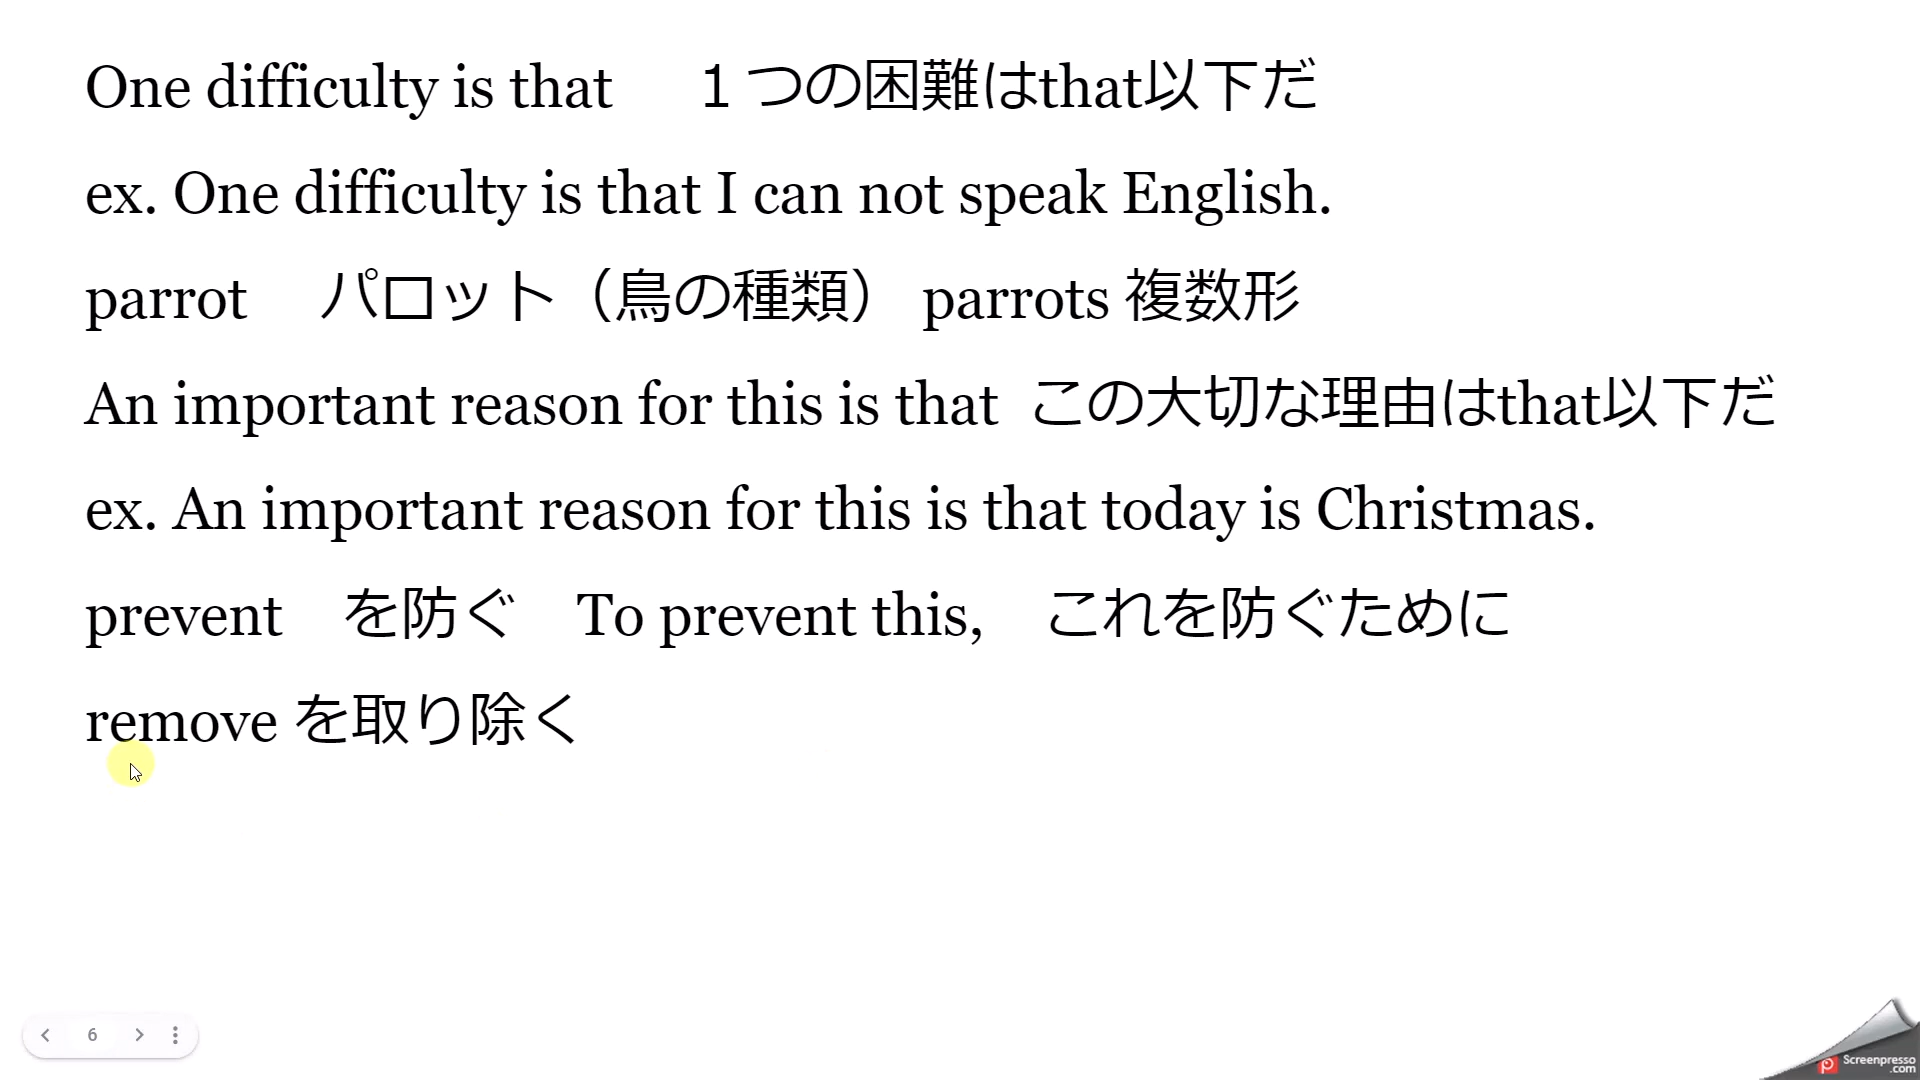 One difficulty is that　１つの困難はthat以下だ
ex. One difficulty is that I can not speak English.
parrot　パロット（鳥の種類） parrots 複数形
An important reason for this is that この大切な理由はthat以下だ
ex. An important reason for this is that today is Christmas.
prevent　を防ぐ　To prevent this,　これを防ぐために
remove を取り除く
6
Screenpresso
.com